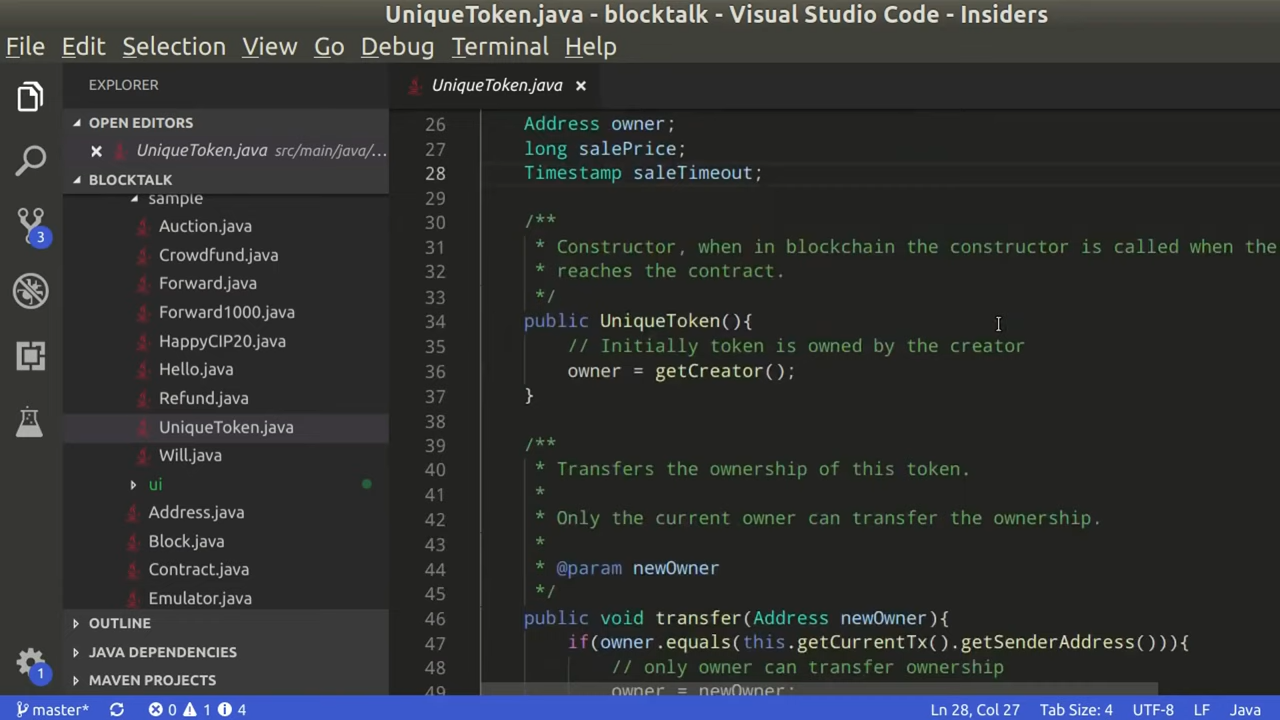 UniqueToken.java - blocktalk - Visual Studio Code - Insiders
File Edit Selection View Go Debug Terminal Help
EXPLORER
OPEN EDITORS
UniqueToken.java src/main/java/...
BLOCKTALK
sample
Auction.java
Crowdfund.java
Forward.java
Forward1000.java
HappyCIP20.java
Hello.java
Refund.java
UniqueToken.java
Will.java
ui
Address.java
Block.java
Contract.java
Emulator.java
OUTLINE
JAVA DEPENDENCIES
MAVEN PROJECTS
3
1
UniqueToken.java
26 Address owner;
27 long salePrice;
28 Timestamp saleTimeout;
29
30 /**
31 * Constructor, when in blockchain the constructor is called when the
32 * reaches the contract.
33 */
34 public UniqueToken(){
35 // Initially token is owned by the creator
36 owner = getCreator();
37 }
38
39 /**
40 * Transfers the ownership of this token.
41 *
42 * Only the current owner can transfer the ownership.
43 *
44 * @param newOwner
45 */
46 public void transfer(Address newOwner){
47 if(owner.equals(this.getCurrentTx().getSenderAddress())){
48 // only owner can transfer ownership
49 owner = newOwner;
master* 0 1 4 Ln 28, Col 27 Tab Size: 4 UTF-8 LF Java